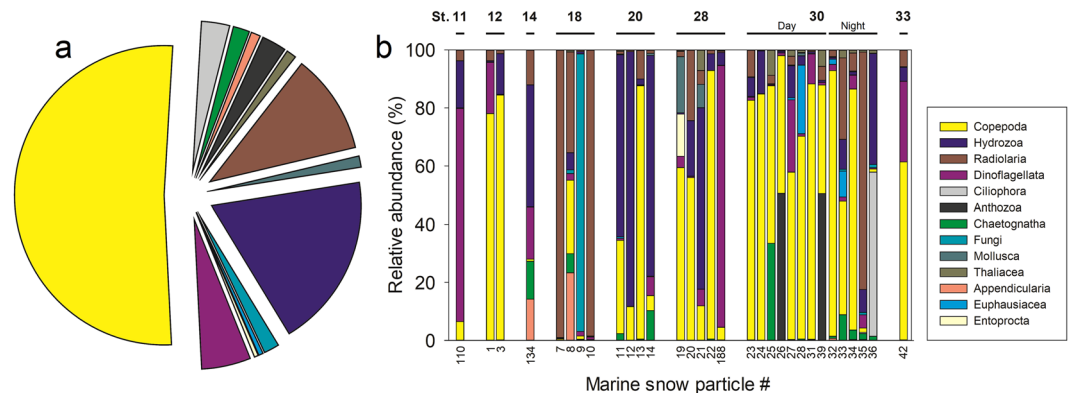 a
b
St. 11 12 14 18 20 28 30 33
Day Night
Relative abundance (%)
100
80
60
40
20
0
110 1 3 134 7 8 9 10 11 12 13 14 19 20 21 22 188 23 24 25 26 27 28 31 39 32 33 34 35 36 42
Marine snow particle #
Copepoda
Hydrozoa
Radiolaria
Dinoflagellata
Ciliophora
Anthozoa
Chaetognatha
Fungi
Mollusca
Thaliacea
Appendicularia
Euphausiacea
Entoprocta